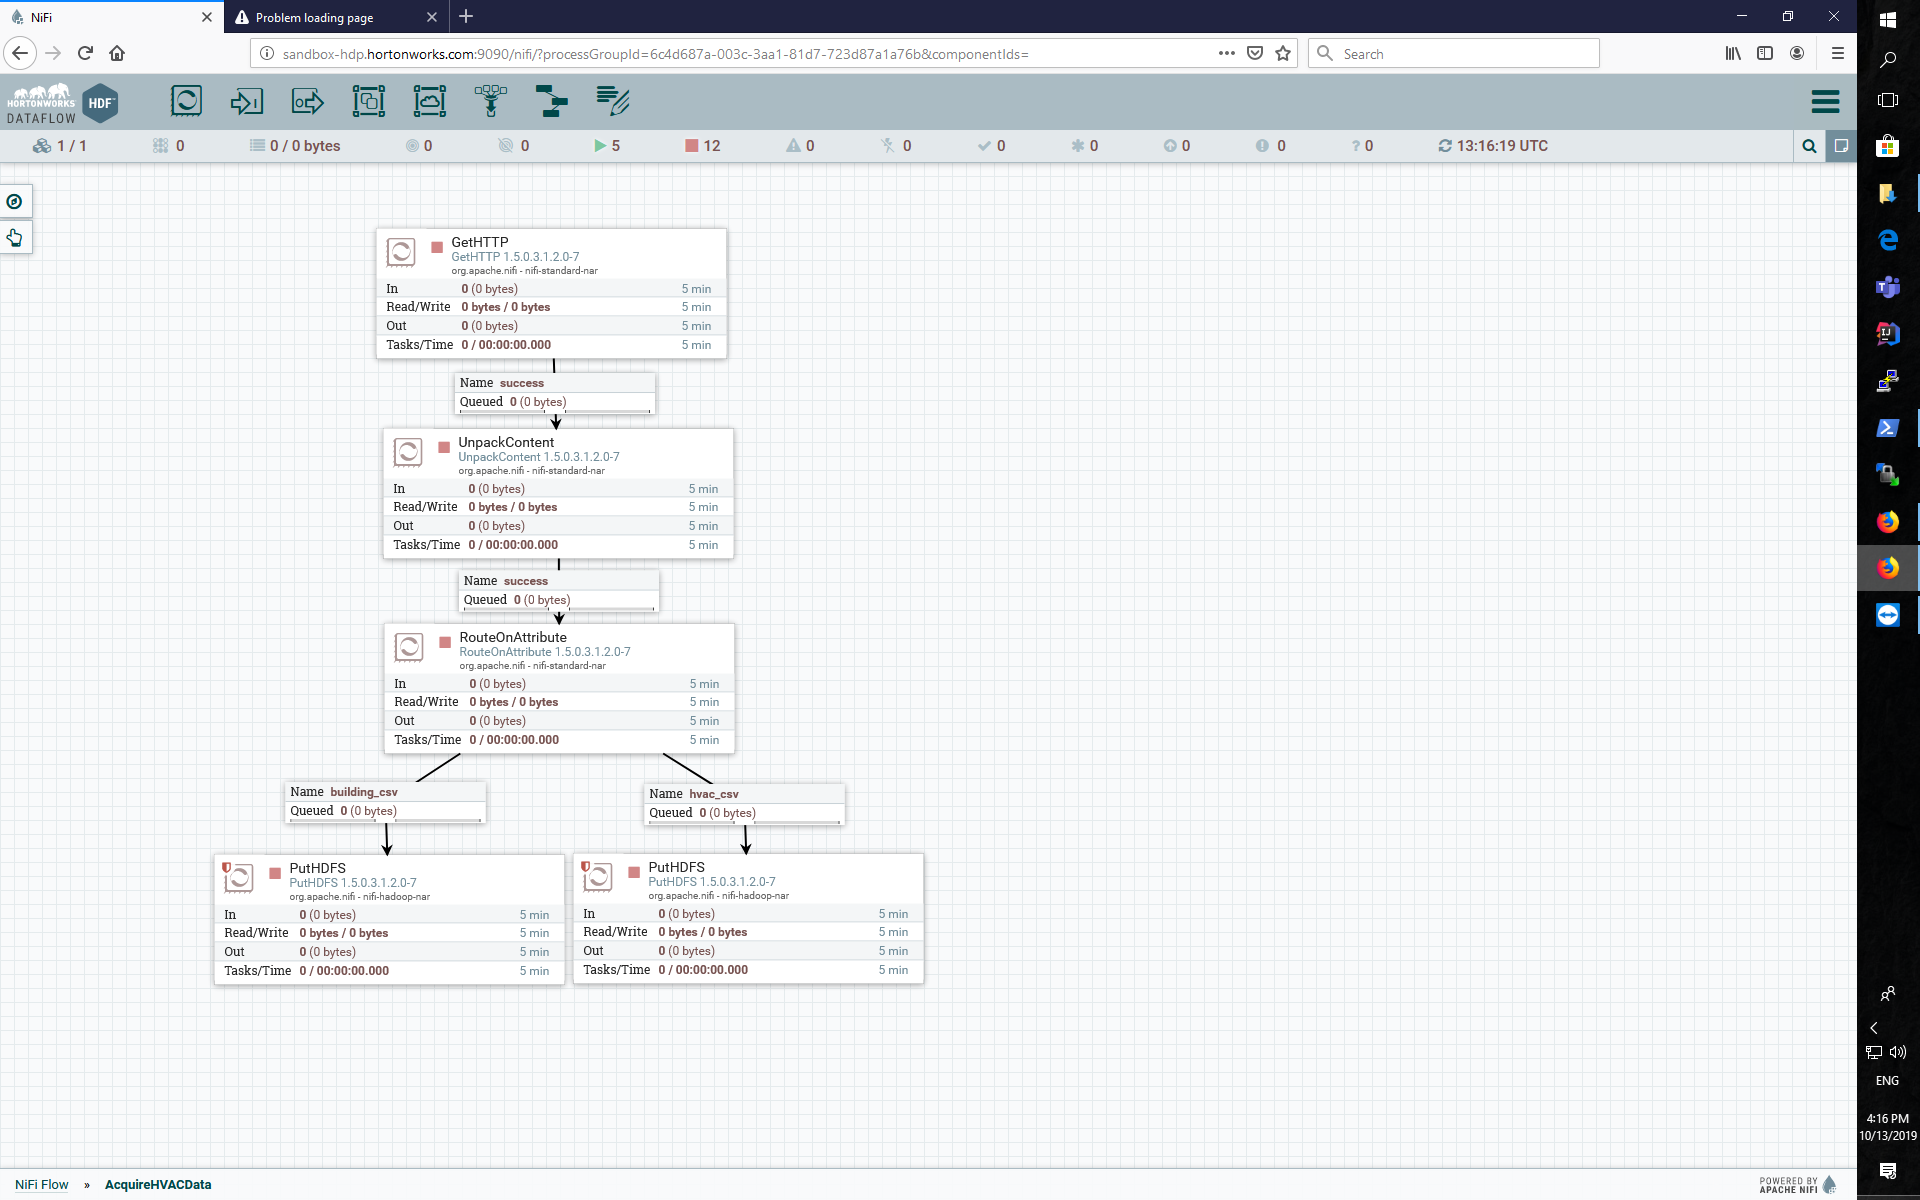 NiFi
Problem loading page
sandbox-hdp.hortonworks.com:9090/nifi/?processGroupId=6c4d687a-003c-3aa1-81d7-723d87a1a76b&componentIds=
Search
HORTONWORKS
DATAFLOW
HDF
1 / 1
0
0 / 0 bytes
0
0
5
12
0
0
0
0
0
0
? 0
13:16:19 UTC
GetHTTP
GetHTTP 1.5.0.3.1.2.0-7
org.apache.nifi - nifi-standard-nar
In 0 (0 bytes) 5 min
Read/Write 0 bytes / 0 bytes 5 min
Out 0 (0 bytes) 5 min
Tasks/Time 0 / 00:00:00.000 5 min
Name success
Queued 0 (0 bytes)
UnpackContent
UnpackContent 1.5.0.3.1.2.0-7
org.apache.nifi - nifi-standard-nar
In 0 (0 bytes) 5 min
Read/Write 0 bytes / 0 bytes 5 min
Out 0 (0 bytes) 5 min
Tasks/Time 0 / 00:00:00.000 5 min
Name success
Queued 0 (0 bytes)
RouteOnAttribute
RouteOnAttribute 1.5.0.3.1.2.0-7
org.apache.nifi - nifi-standard-nar
In 0 (0 bytes) 5 min
Read/Write 0 bytes / 0 bytes 5 min
Out 0 (0 bytes) 5 min
Tasks/Time 0 / 00:00:00.000 5 min
Name building_csv
Queued 0 (0 bytes)
Name hvac_csv
Queued 0 (0 bytes)
PutHDFS
PutHDFS 1.5.0.3.1.2.0-7
org.apache.nifi - nifi-hadoop-nar
In 0 (0 bytes) 5 min
Read/Write 0 bytes / 0 bytes 5 min
Out 0 (0 bytes) 5 min
Tasks/Time 0 / 00:00:00.000 5 min
PutHDFS
PutHDFS 1.5.0.3.1.2.0-7
org.apache.nifi - nifi-hadoop-nar
In 0 (0 bytes) 5 min
Read/Write 0 bytes / 0 bytes 5 min
Out 0 (0 bytes) 5 min
Tasks/Time 0 / 00:00:00.000 5 min
NiFi Flow » AcquireHVACData
POWERED BY
APACHE NIFI
ENG
4:16 PM
10/13/2019